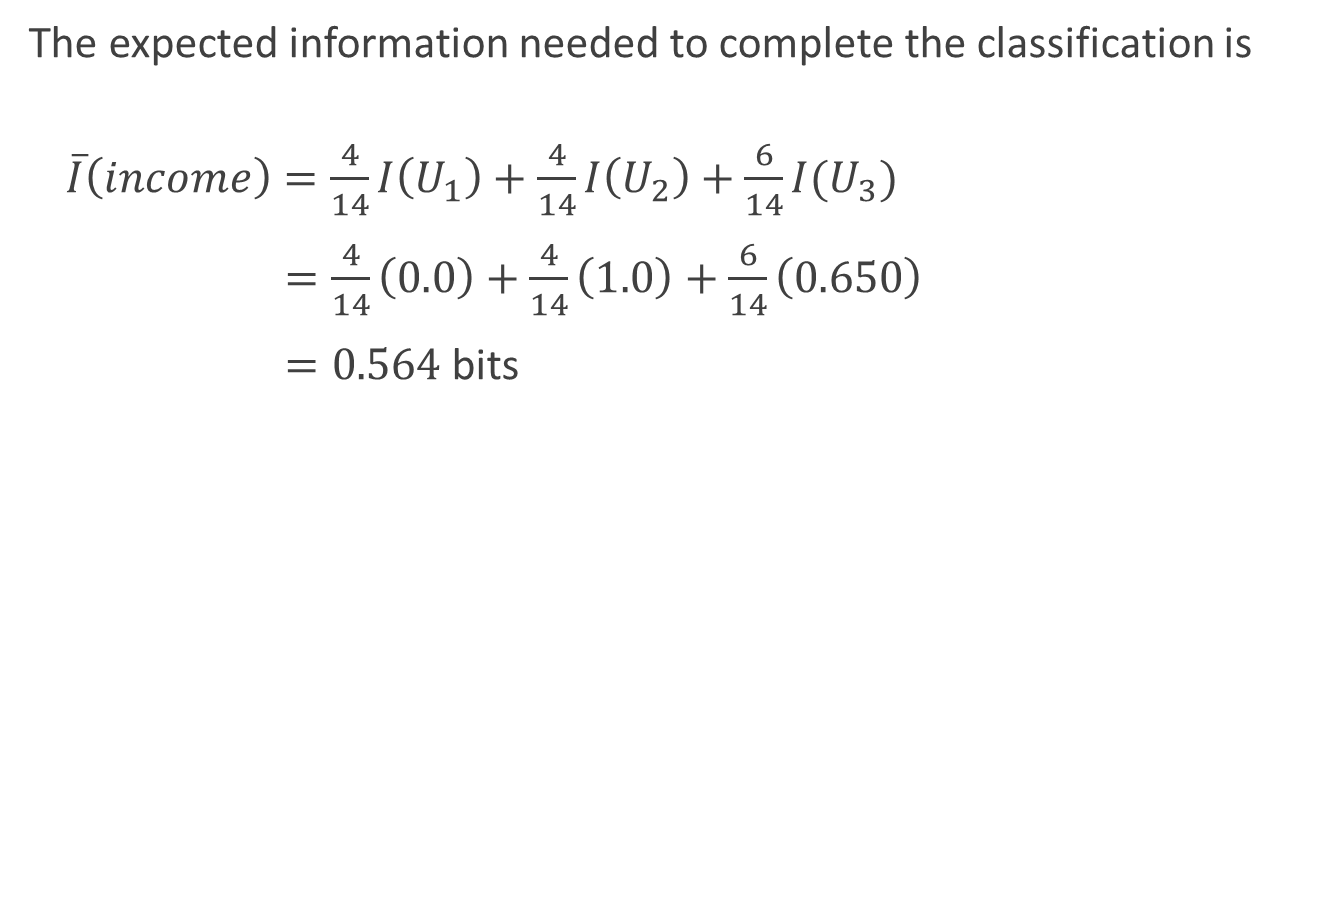 The expected information needed to complete the classification is
Ī(income) = 4/14 I(U₁) + 4/14 I(U₂) + 6/14 I(U₃)
= 4/14 (0.0) + 4/14 (1.0) + 6/14 (0.650)
= 0.564 bits